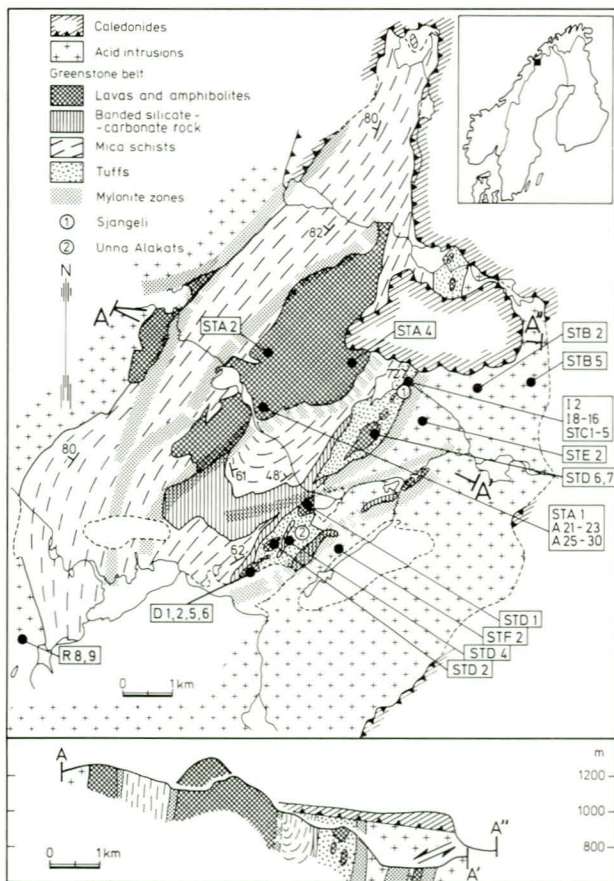 Caledonides
Acid intrusions
Greenstone belt
Lavas and amphibolites
Banded silicate-
-carbonate rock
Mica schists
Tuffs
Mylonite zones
1 Sjangeli
2 Unna Alakats
N
80
82
A
STA 2
STA 4
A"
STB 2
STB 5
77
1
I 2
I 8-16
STC 1-5
STE 2
STD 6,7
80
61
48
A
STA 1
A 21-23
A 25-30
62
2
D 1,2,5,6
STD 1
STF 2
STD 4
STD 2
R 8,9
0 1km
A
m
1200
1000
800
A"
A'
0 1km